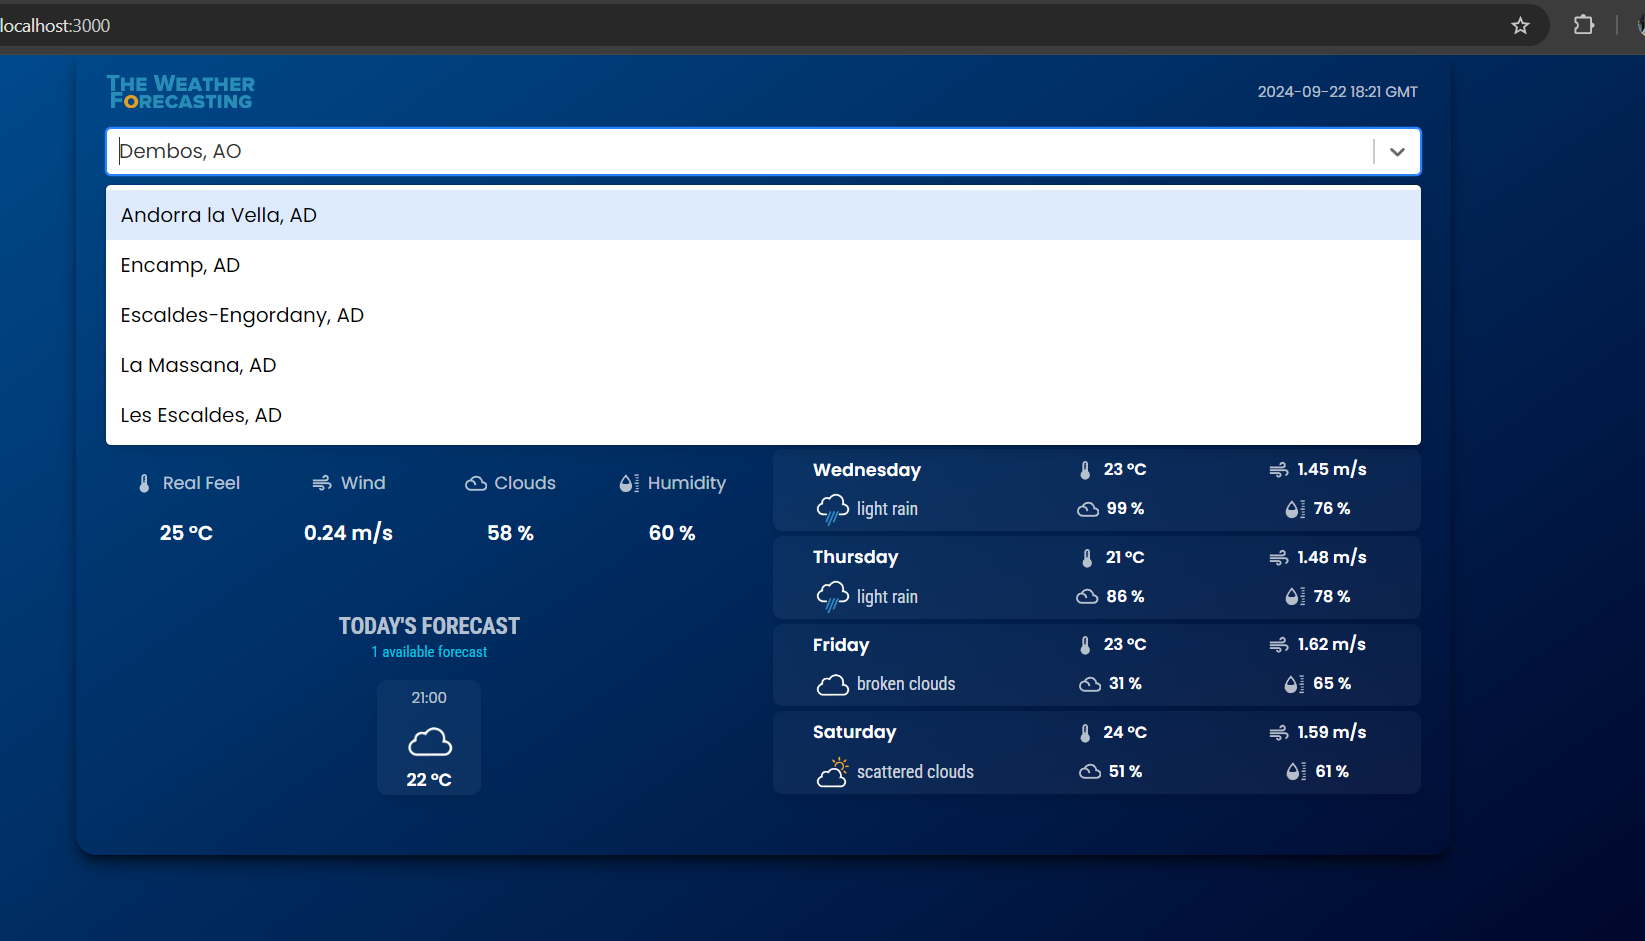 localhost:3000
THE WEATHER
FORECASTING
2024-09-22 18:21 GMT
Dembos, AO
Andorra la Vella, AD
Encamp, AD
Escaldes-Engordany, AD
La Massana, AD
Les Escaldes, AD
Real Feel
Wind
Clouds
Humidity
25 °C
0.24 m/s
58 %
60 %
TODAY'S FORECAST
1 available forecast
21:00
22 °C
Wednesday
23 °C
1.45 m/s
light rain
99 %
76 %
Thursday
21 °C
1.48 m/s
light rain
86 %
78 %
Friday
23 °C
1.62 m/s
broken clouds
31 %
65 %
Saturday
24 °C
1.59 m/s
scattered clouds
51 %
61 %